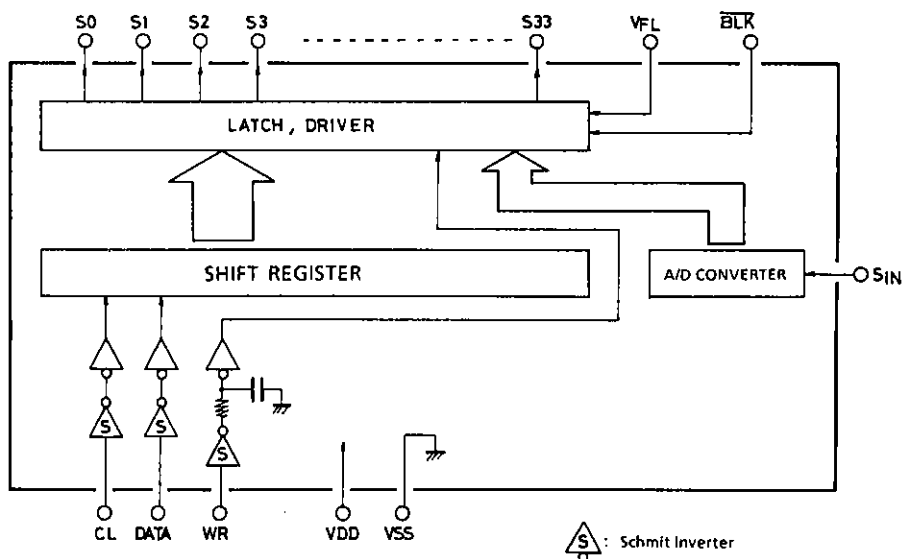 S0 S1 S2 S3 S33 VFL BLK
LATCH, DRIVER
SHIFT REGISTER
A/D CONVERTER
SIN
S S S
CL DATA WR VDD VSS
S : Schmit Inverter